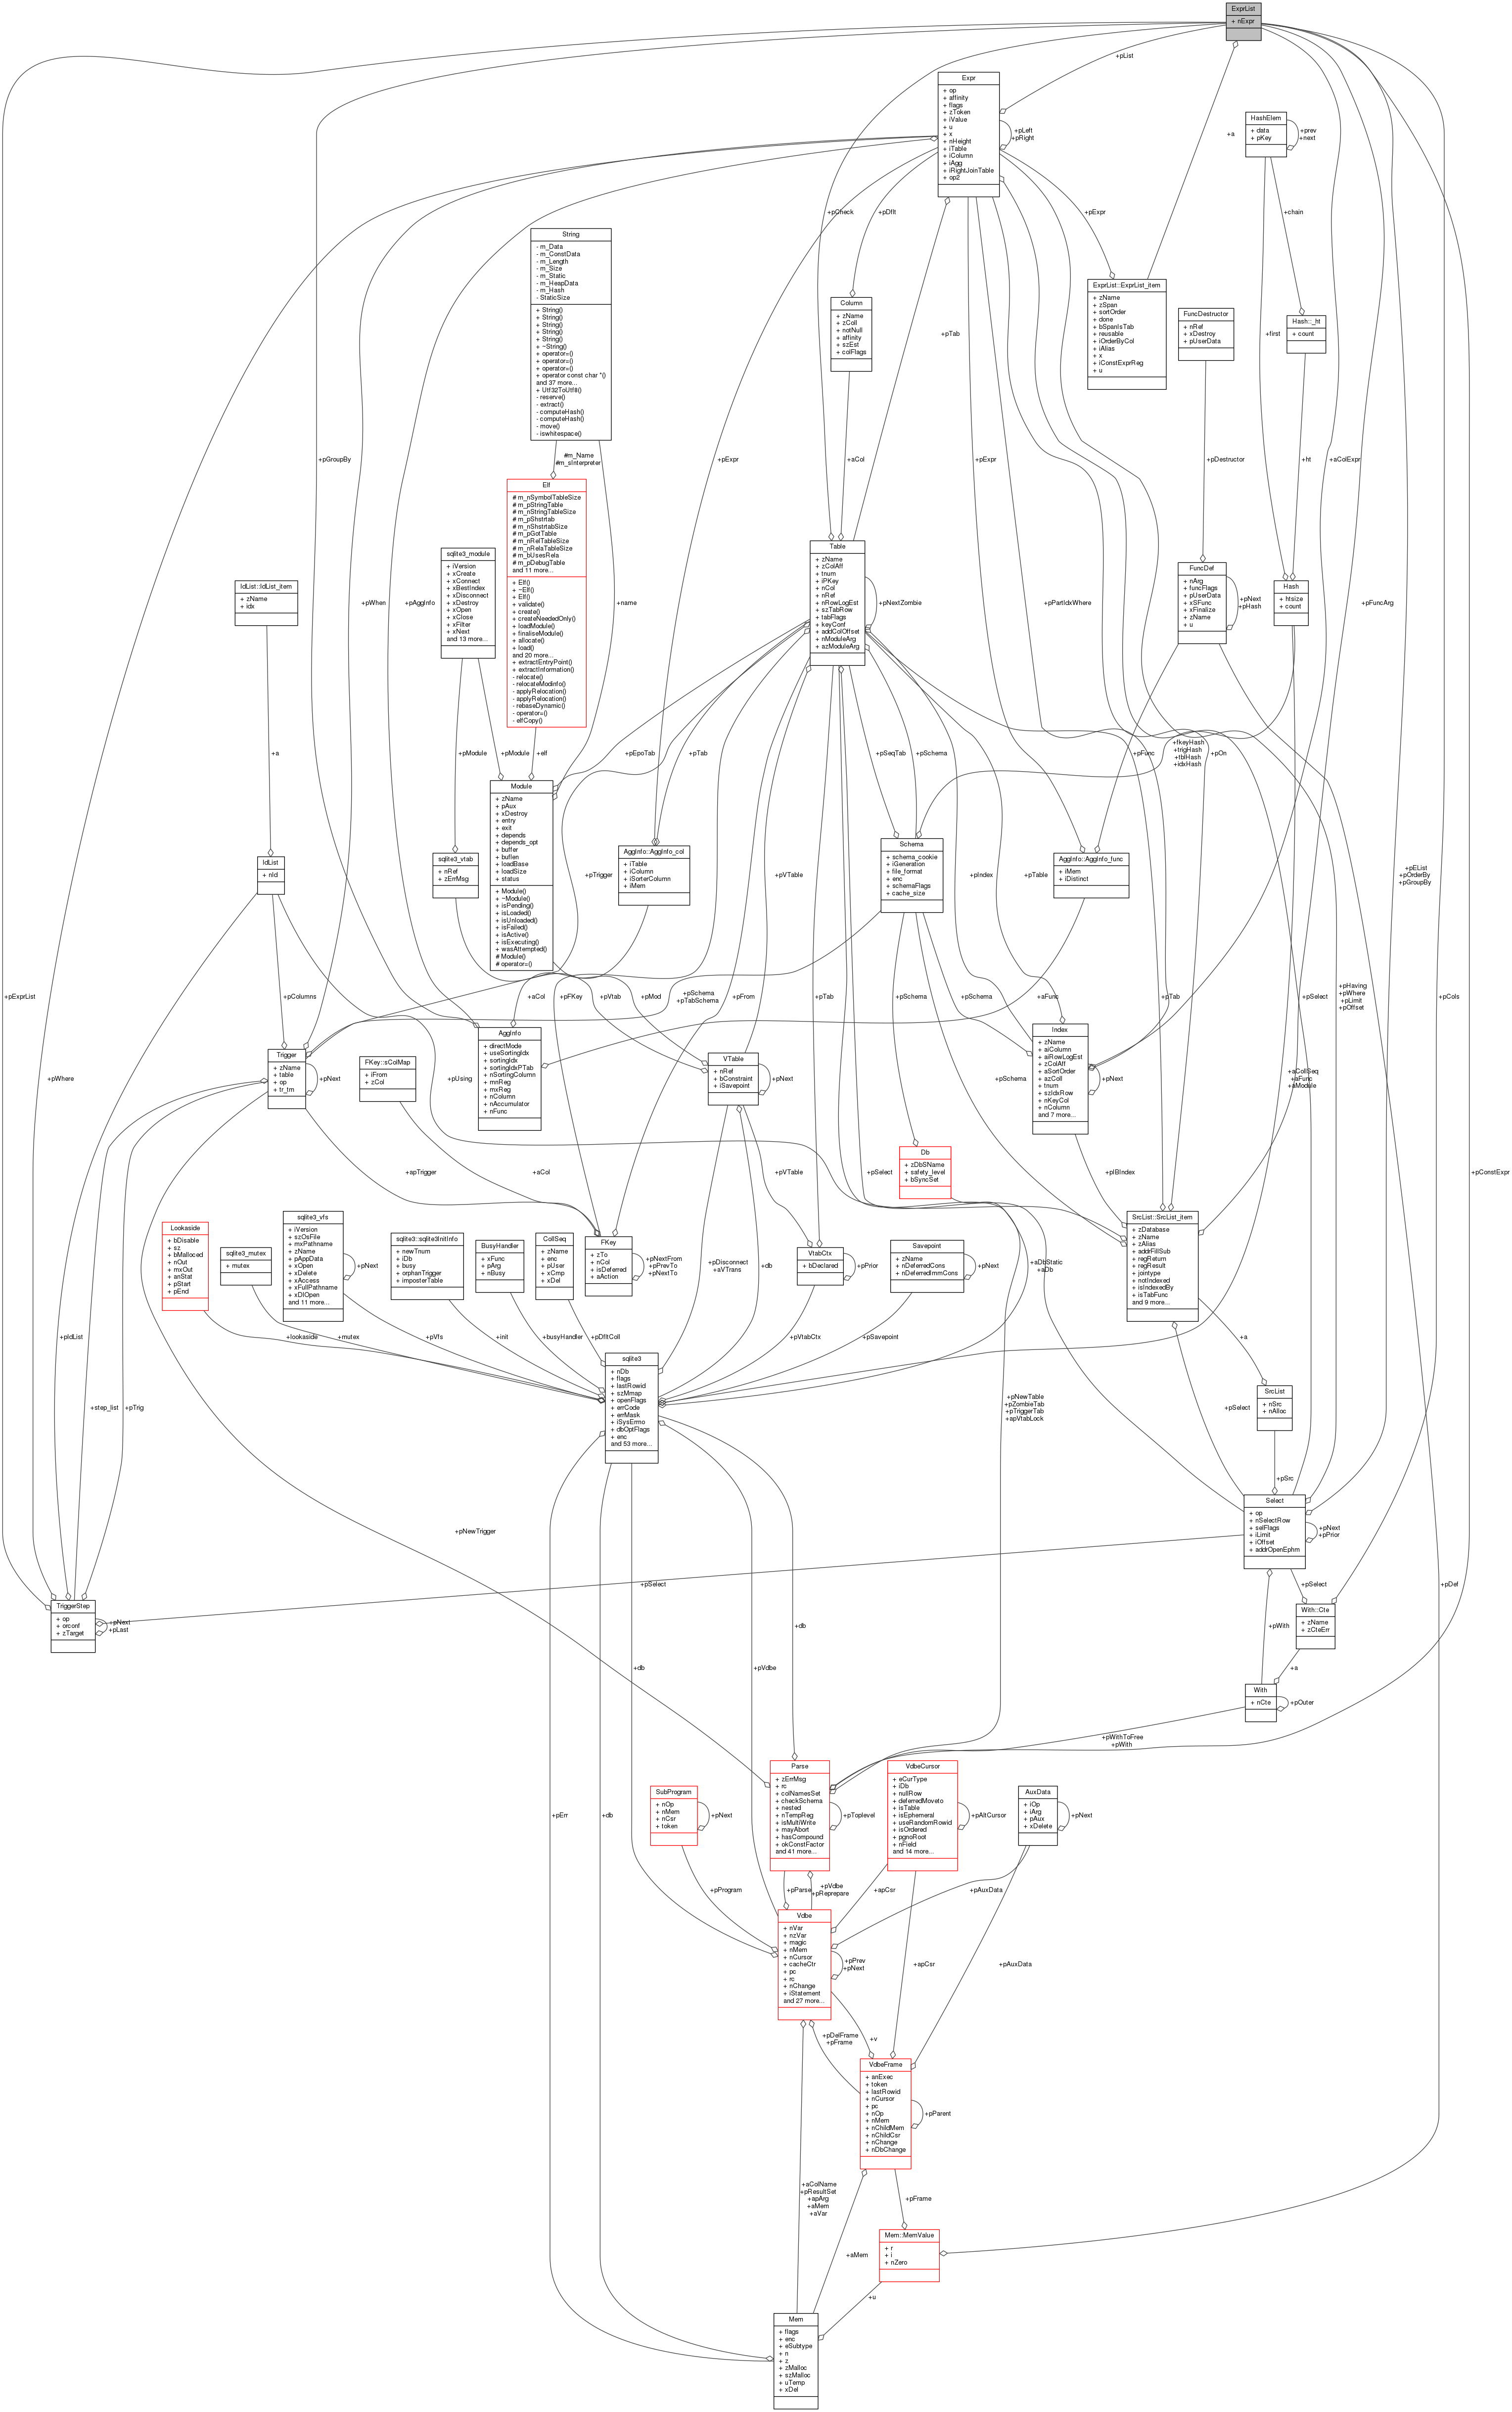 ExprList
+ nExpr
+pList
Expr
+ op
+ affinity
+ flags
+ zToken
+ iValue
+ u
+ x
+ nHeight
+ iTable
+ iColumn
+ iAgg
+ iRightJoinTable
+ op2
+pLeft
+pRight
+a
HashElem
+ data
+ pKey
+prev
+next
+pCheck
+pDflt
+pExpr
+chain
String
- m_Data
- m_ConstData
- m_Length
- m_Size
- m_Static
- m_HeapData
- m_Hash
- StaticSize
+ String()
+ String()
+ String()
+ String()
+ String()
+ ~String()
+ operator=()
+ operator=()
+ operator=()
+ operator const char *()
and 37 more...
+ Utf32ToUtf8()
- reserve()
- extract()
- computeHash()
- computeHash()
- move()
- iswhitespace()
Column
+ zName
+ zColl
+ notNull
+ affinity
+ szEst
+ colFlags
+pTab
ExprList::ExprList_item
+ zName
+ zSpan
+ sortOrder
+ done
+ bSpanIsTab
+ reusable
+ iOrderByCol
+ iAlias
+ x
+ iConstExprReg
+ u
FuncDestructor
+ nRef
+ xDestroy
+ pUserData
+first
Hash::_ht
+ count
+pGroupBy
#m_Name
#m_sInterpreter
+pExpr
+aCol
+pExpr
+pDestructor
+ht
+aColExpr
Elf
# m_nSymbolTableSize
# m_pStringTable
# m_nStringTableSize
# m_pShstrtab
# m_nShstrtabSize
# m_pGotTable
# m_nRelTableSize
# m_nRelaTableSize
# m_bUsesRela
# m_pDebugTable
and 11 more...
+ Elf()
+ ~Elf()
+ Elf()
+ validate()
+ create()
+ createNeededOnly()
+ loadModule()
+ finaliseModule()
+ allocate()
+ load()
and 20 more...
+ extractEntryPoint()
+ extractInformation()
- relocate()
- relocateModinfo()
- applyRelocation()
- applyRelocation()
- rebaseDynamic()
- operator=()
- elfCopy()
sqlite3_module
+ iVersion
+ xCreate
+ xConnect
+ xBestIndex
+ xDisconnect
+ xDestroy
+ xOpen
+ xClose
+ xFilter
+ xNext
and 13 more...
IdList::IdList_item
+ zName
+ idx
+pWhen
+pAggInfo
+name
Table
+ zName
+ zColAff
+ tnum
+ iPKey
+ nCol
+ nRef
+ nRowLogEst
+ szTabRow
+ tabFlags
+ keyConf
+ addColOffset
+ nModuleArg
+ azModuleArg
+pNextZombie
+pPartIdxWhere
FuncDef
+ nArg
+ funcFlags
+ pUserData
+ xSFunc
+ xFinalize
+ zName
+ u
+pNext
+pHash
Hash
+ htsize
+ count
+pFuncArg
+a
+pModule
+pModule
+elf
+pEpoTab
+pTab
+pSeqTab
+pSchema
+pFunc
+fkeyHash
+trigHash
+tblHash
+idxHash
+pOn
Module
+ zName
+ pAux
+ xDestroy
+ entry
+ exit
+ depends
+ depends_opt
+ buffer
+ buflen
+ loadBase
+ loadSize
+ status
+ Module()
+ ~Module()
+ isPending()
+ isLoaded()
+ isUnloaded()
+ isFailed()
+ isActive()
+ isExecuting()
+ wasAttempted()
# Module()
# operator=()
IdList
+ nId
sqlite3_vtab
+ nRef
+ zErrMsg
+pTrigger
AggInfo::AggInfo_col
+ iTable
+ iColumn
+ iSorterColumn
+ iMem
+pVTable
Schema
+ schema_cookie
+ iGeneration
+ file_format
+ enc
+ schemaFlags
+ cache_size
+pIndex
+pTable
AggInfo::AggInfo_func
+ iMem
+ iDistinct
+pEList
+pOrderBy
+pGroupBy
+pExprList
+pColumns
+aCol
+pFKey
+pVtab
+pMod
+pSchema
+pTabSchema
+pFrom
+pTab
+pSchema
+pSchema
+aFunc
+pTab
+pSelect
+pHaving
+pWhere
+pLimit
+pOffset
+pCols
+pWhere
Trigger
+ zName
+ table
+ op
+ tr_tm
+pNext
FKey::sColMap
+ iFrom
+ zCol
+pUsing
AggInfo
+ directMode
+ useSortingIdx
+ sortingIdx
+ sortingIdxPTab
+ nSortingColumn
+ mnReg
+ mxReg
+ nColumn
+ nAccumulator
+ nFunc
VTable
+ nRef
+ bConstraint
+ iSavepoint
+pNext
+pSchema
Index
+ zName
+ aiColumn
+ aiRowLogEst
+ zColAff
+ aSortOrder
+ azColl
+ tnum
+ szIdxRow
+ nKeyCol
+ nColumn
and 7 more...
+pNext
+aCollSeq
+aFunc
+aModule
+apTrigger
+aCol
+pVTable
+pSelect
Db
+ zDbSName
+ safety_level
+ bSyncSet
+pIBIndex
+pConstExpr
Lookaside
+ bDisable
+ sz
+ bMalloced
+ nOut
+ mxOut
+ anStat
+ pStart
+ pEnd
sqlite3_mutex
+ mutex
sqlite3_vfs
+ iVersion
+ szOsFile
+ mxPathname
+ zName
+ pAppData
+ xOpen
+ xDelete
+ xAccess
+ xFullPathname
+ xDlOpen
and 11 more...
+pNext
sqlite3::sqlite3InitInfo
+ newTnum
+ iDb
+ busy
+ orphanTrigger
+ imposterTable
BusyHandler
+ xFunc
+ pArg
+ nBusy
CollSeq
+ zName
+ enc
+ pUser
+ xCmp
+ xDel
FKey
+ zTo
+ nCol
+ isDeferred
+ aAction
+pNextFrom
+pPrevTo
+pNextTo
+pDisconnect
+aVTrans
+db
VtabCtx
+ bDeclared
+pPrior
Savepoint
+ zName
+ nDeferredCons
+ nDeferredImmCons
+pNext
+aDbStatic
+aDb
SrcList::SrcList_item
+ zDatabase
+ zName
+ zAlias
+ addrFillSub
+ regReturn
+ regResult
+ jointype
+ notIndexed
+ isIndexedBy
+ isTabFunc
and 9 more...
+pIdList
+lookaside
+mutex
+pVfs
+init
+busyHandler
+pDfltColl
+pVtabCtx
+pSavepoint
+a
sqlite3
+ nDb
+ flags
+ lastRowid
+ szMmap
+ openFlags
+ errCode
+ errMask
+ iSysErrno
+ dbOptFlags
+ enc
and 53 more...
+step_list
+pTrig
+pNewTable
+pZombieTab
+pTriggerTab
+apVtabLock
+pSelect
SrcList
+ nSrc
+ nAlloc
+pSrc
+pNewTrigger
Select
+ op
+ nSelectRow
+ selFlags
+ iLimit
+ iOffset
+ addrOpenEphm
+pNext
+pPrior
+pSelect
+pSelect
+pDef
TriggerStep
+ op
+ orconf
+ zTarget
+pNext
+pLast
+db
+pWith
With::Cte
+ zName
+ zCteErr
+db
+pVdbe
+a
With
+ nCte
+pOuter
+pWithToFree
+pWith
Parse
+ zErrMsg
+ rc
+ colNamesSet
+ checkSchema
+ nested
+ nTempReg
+ isMultiWrite
+ mayAbort
+ hasCompound
+ okConstFactor
and 41 more...
+pToplevel
VdbeCursor
+ eCurType
+ iDb
+ nullRow
+ deferredMoveto
+ isTable
+ isEphemeral
+ useRandomRowid
+ isOrdered
+ pgnoRoot
+ nField
and 14 more...
+pAltCursor
AuxData
+ iOp
+ iArg
+ pAux
+ xDelete
+pNext
SubProgram
+ nOp
+ nMem
+ nCsr
+ token
+pNext
+pErr
+db
+pProgram
+pParse
+pVdbe
+pReprepare
+apCsr
+pAuxData
Vdbe
+ nVar
+ nzVar
+ magic
+ nMem
+ nCursor
+ cacheCtr
+ pc
+ rc
+ nChange
+ iStatement
and 27 more...
+pPrev
+pNext
+apCsr
+pAuxData
+pDelFrame
+pFrame
+v
VdbeFrame
+ anExec
+ token
+ lastRowid
+ nCursor
+ pc
+ nOp
+ nMem
+ nChildMem
+ nChildCsr
+ nChange
+ nDbChange
+pParent
+aColName
+pResultSet
+apArg
+aMem
+aVar
+pFrame
Mem::MemValue
+ r
+ i
+ nZero
+aMem
+u
Mem
+ flags
+ enc
+ eSubtype
+ n
+ z
+ zMalloc
+ szMalloc
+ uTemp
+ xDel